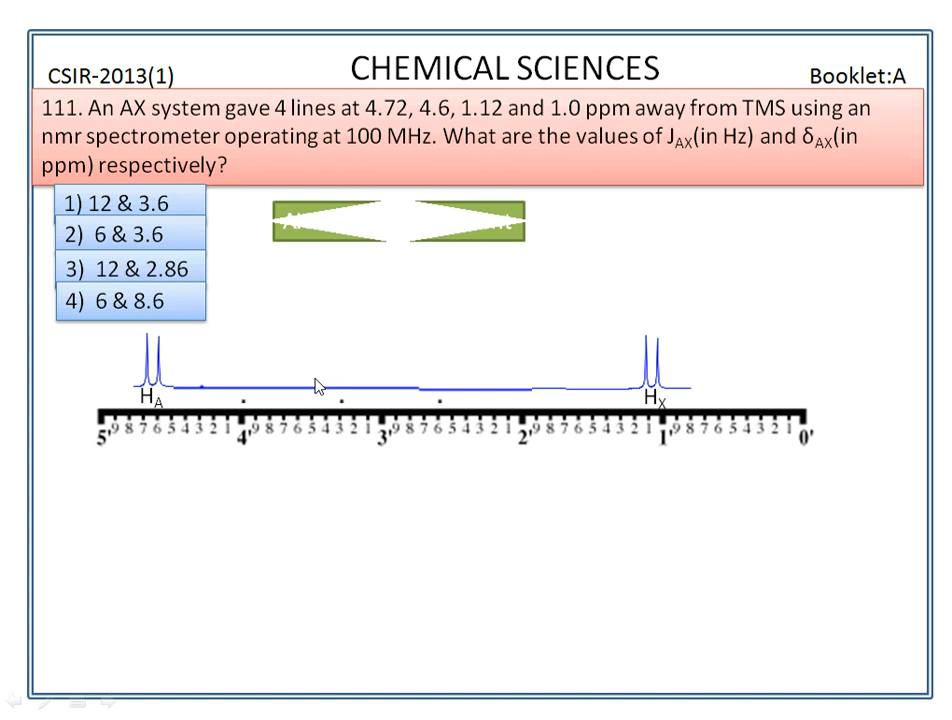 CSIR-2013(1) CHEMICAL SCIENCES Booklet:A
111. An AX system gave 4 lines at 4.72, 4.6, 1.12 and 1.0 ppm away from TMS using an
nmr spectrometer operating at 100 MHz. What are the values of JAX(in Hz) and δAX(in
ppm) respectively?
1) 12 & 3.6
2) 6 & 3.6
3) 12 & 2.86
4) 6 & 8.6
HA HX
5' 9 8 7 6 5 4 3 2 1 4' 9 8 7 6 5 4 3 2 1 3' 9 8 7 6 5 4 3 2 1 2' 9 8 7 6 5 4 3 2 1 1' 9 8 7 6 5 4 3 2 1 0'